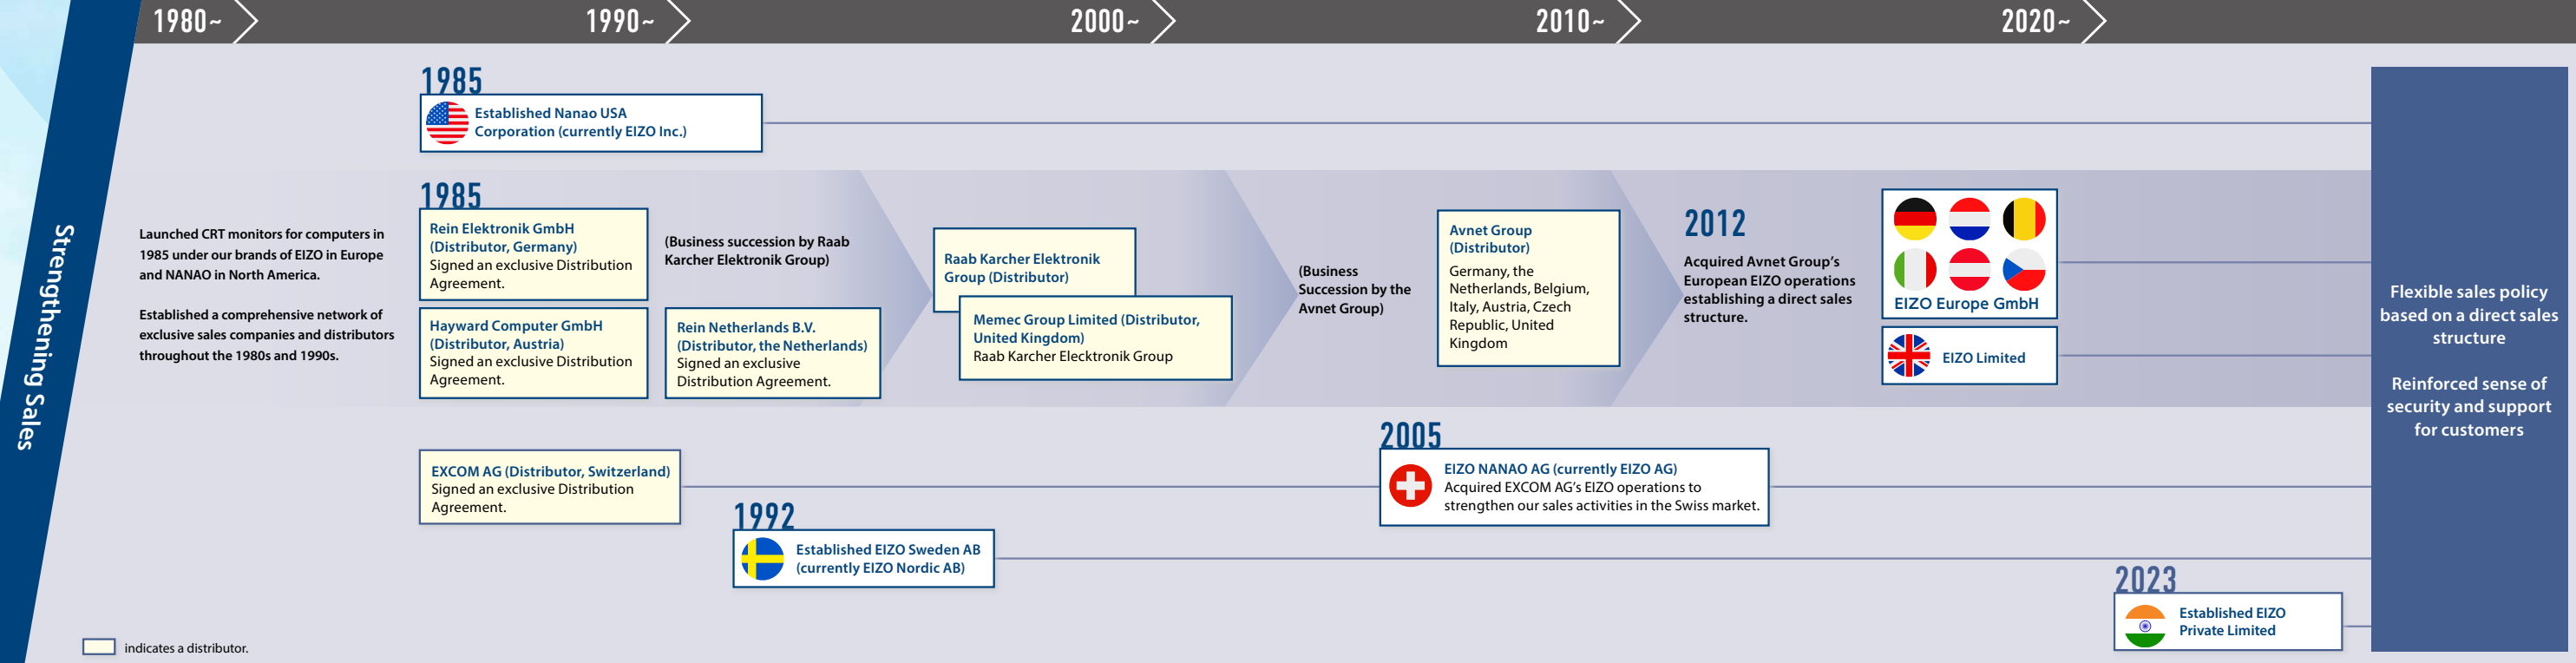 1980~
1990~
2000~
2010~
2020~
Strengthening Sales
1985
Established Nanao USA
Corporation (currently EIZO Inc.)
Launched CRT monitors for computers in
1985 under our brands of EIZO in Europe
and NANAO in North America.
Established a comprehensive network of
exclusive sales companies and distributors
throughout the 1980s and 1990s.
1985
Rein Elektronik GmbH
(Distributor, Germany)
Signed an exclusive Distribution
Agreement.
Hayward Computer GmbH
(Distributor, Austria)
Signed an exclusive Distribution
Agreement.
(Business succession by Raab
Karcher Elektronik Group)
Rein Netherlands B.V.
(Distributor, the Netherlands)
Signed an exclusive
Distribution Agreement.
Raab Karcher Elektronik
Group (Distributor)
Memec Group Limited (Distributor,
United Kingdom)
Raab Karcher Elecktronik Group
(Business
Succession by the
Avnet Group)
Avnet Group
(Distributor)
Germany, the
Netherlands, Belgium,
Italy, Austria, Czech
Republic, United
Kingdom
2012
Acquired Avnet Group's
European EIZO operations
establishing a direct sales
structure.
EIZO Europe GmbH
EIZO Limited
EXCOM AG (Distributor, Switzerland)
Signed an exclusive Distribution
Agreement.
2005
EIZO NANAO AG (currently EIZO AG)
Acquired EXCOM AG's EIZO operations to
strengthen our sales activities in the Swiss market.
1992
Established EIZO Sweden AB
(currently EIZO Nordic AB)
2023
Established EIZO
Private Limited
Flexible sales policy
based on a direct sales
structure
Reinforced sense of
security and support
for customers
indicates a distributor.